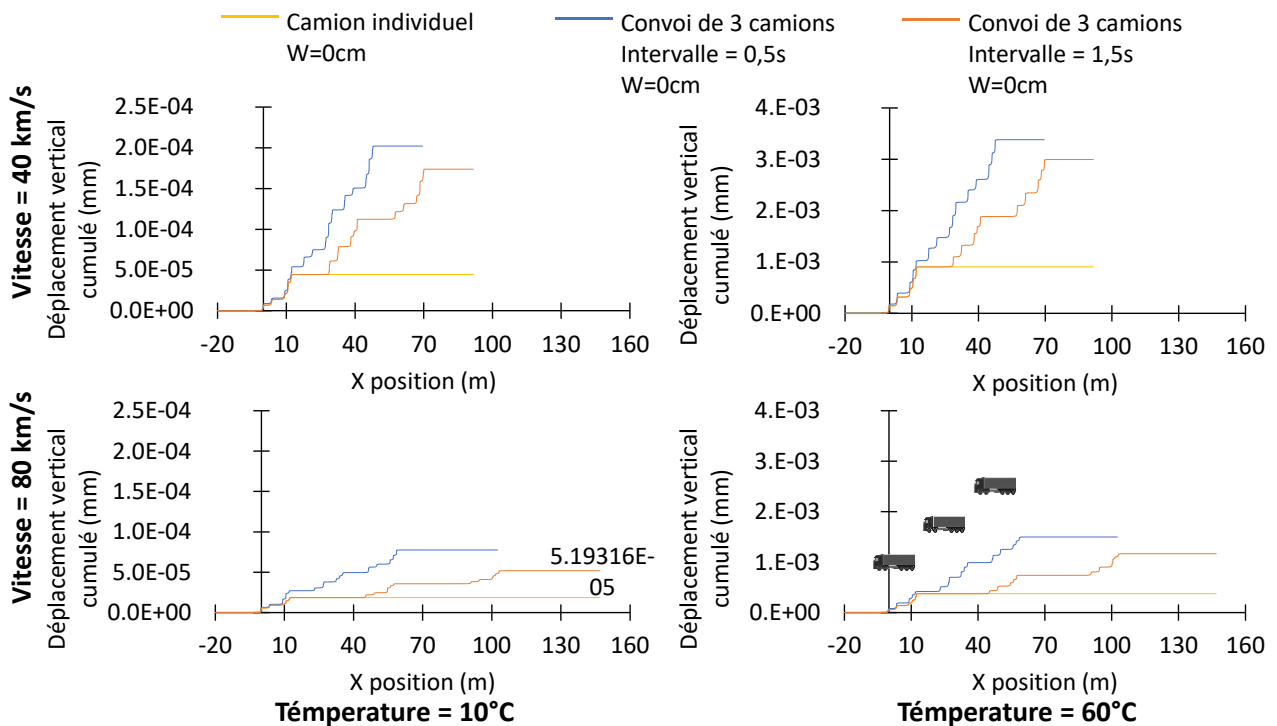 Camion individuel
W=0cm
Convoi de 3 camions
Intervalle = 0,5s
W=0cm
Convoi de 3 camions
Intervalle = 1,5s
W=0cm
Vitesse = 40 km/s
Déplacement vertical
cumulé (mm)
2.5E-04
2.0E-04
1.5E-04
1.0E-04
5.0E-05
0.0E+00
-20 10 40 70 100 130 160
X position (m)
Déplacement vertical
cumulé (mm)
4.E-03
3.E-03
2.E-03
1.E-03
0.E+00
-20 10 40 70 100 130 160
X position (m)
Vitesse = 80 km/s
Déplacement vertical
cumulé (mm)
2.5E-04
2.0E-04
1.5E-04
1.0E-04
5.0E-05
0.0E+00
5.19316E-
05
-20 10 40 70 100 130 160
X position (m)
Témperature = 10°C
Déplacement vertical
cumulé (mm)
4.E-03
3.E-03
2.E-03
1.E-03
0.E+00
-20 10 40 70 100 130 160
X position (m)
Témperature = 60°C